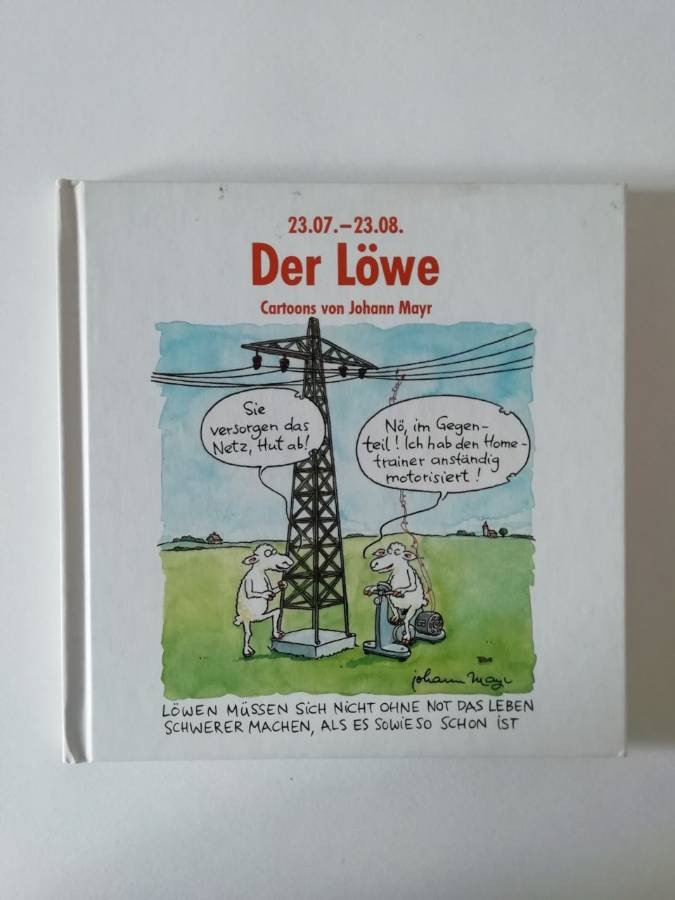 23.07.–23.08.
Der Löwe
Cartoons von Johann Mayr
Sie
versorgen das
Netz, Hut ab!
Nö, im Gegen-
teil! Ich hab den Home-
trainer anständig
motorisiert!
johann mayr
LÖWEN MÜSSEN SICH NICHT OHNE NOT DAS LEBEN
SCHWERER MACHEN, ALS ES SOWIESO SCHON IST